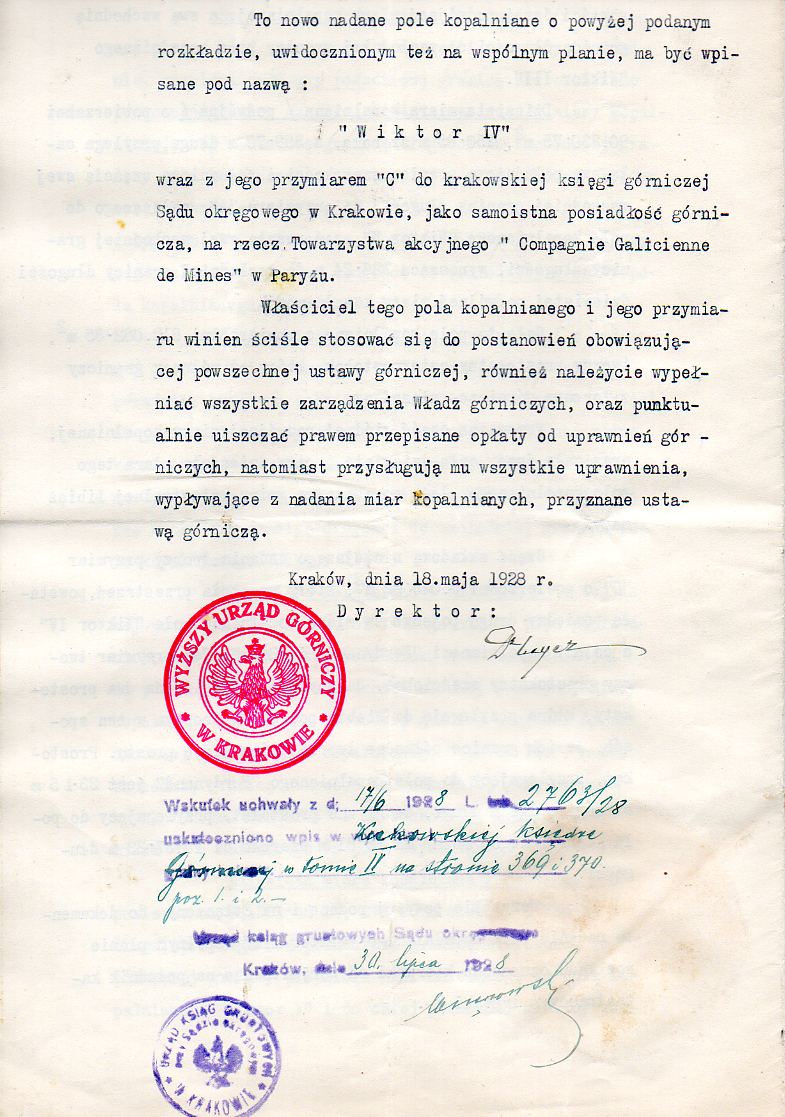 To nowo nadane pole kopalniane o powyżej podanym
rozkładzie, uwidocznionym też na wspólnym planie, ma być wpi-
sane pod nazwą :
" W i k t o r  IV"
wraz z jego przymiarem "C" do krakowskiej księgi górniczej
Sądu okręgowego w Krakowie, jako samoistna posiadłość górni-
cza, na rzecz Towarzystwa akcyjnego " Compagnie Galicienne
de Mines" w Paryżu.
Właściciel tego pola kopalnianego i jego przymia-
ru winien ściśle stosować się do postanowień obowiązują-
cej powszechnej ustawy górniczej, również należycie wypeł-
niać wszystkie zarządzenia Władz górniczych, oraz punktu-
alnie uiszczać prawem przepisane opłaty od uprawnień gór -
niczych, natomiast przysługują mu wszystkie uprawnienia,
wypływające z nadania miar kopalnianych, przyznane usta-
wą górniczą.
Kraków, dnia 18.maja 1928 r.
D y r e k t o r :
WYŻSZY URZĄD GÓRNICZY
* W KRAKOWIE *
Wskutek uchwały z d. 17/6 1928 L. 2763/28
uskuteczniono wpis w Krakowskiej księdze
Górniczej w tomie II na stronie 369 i 370.
poz. 1. i 2.-
Urząd ksiąg gruntowych Sądu
Kraków, dnia 30 lipca 1928
URZĄD KSIĄG GRUNTOWYCH
przy Sądzie okręgowym
* W KRAKOWIE *